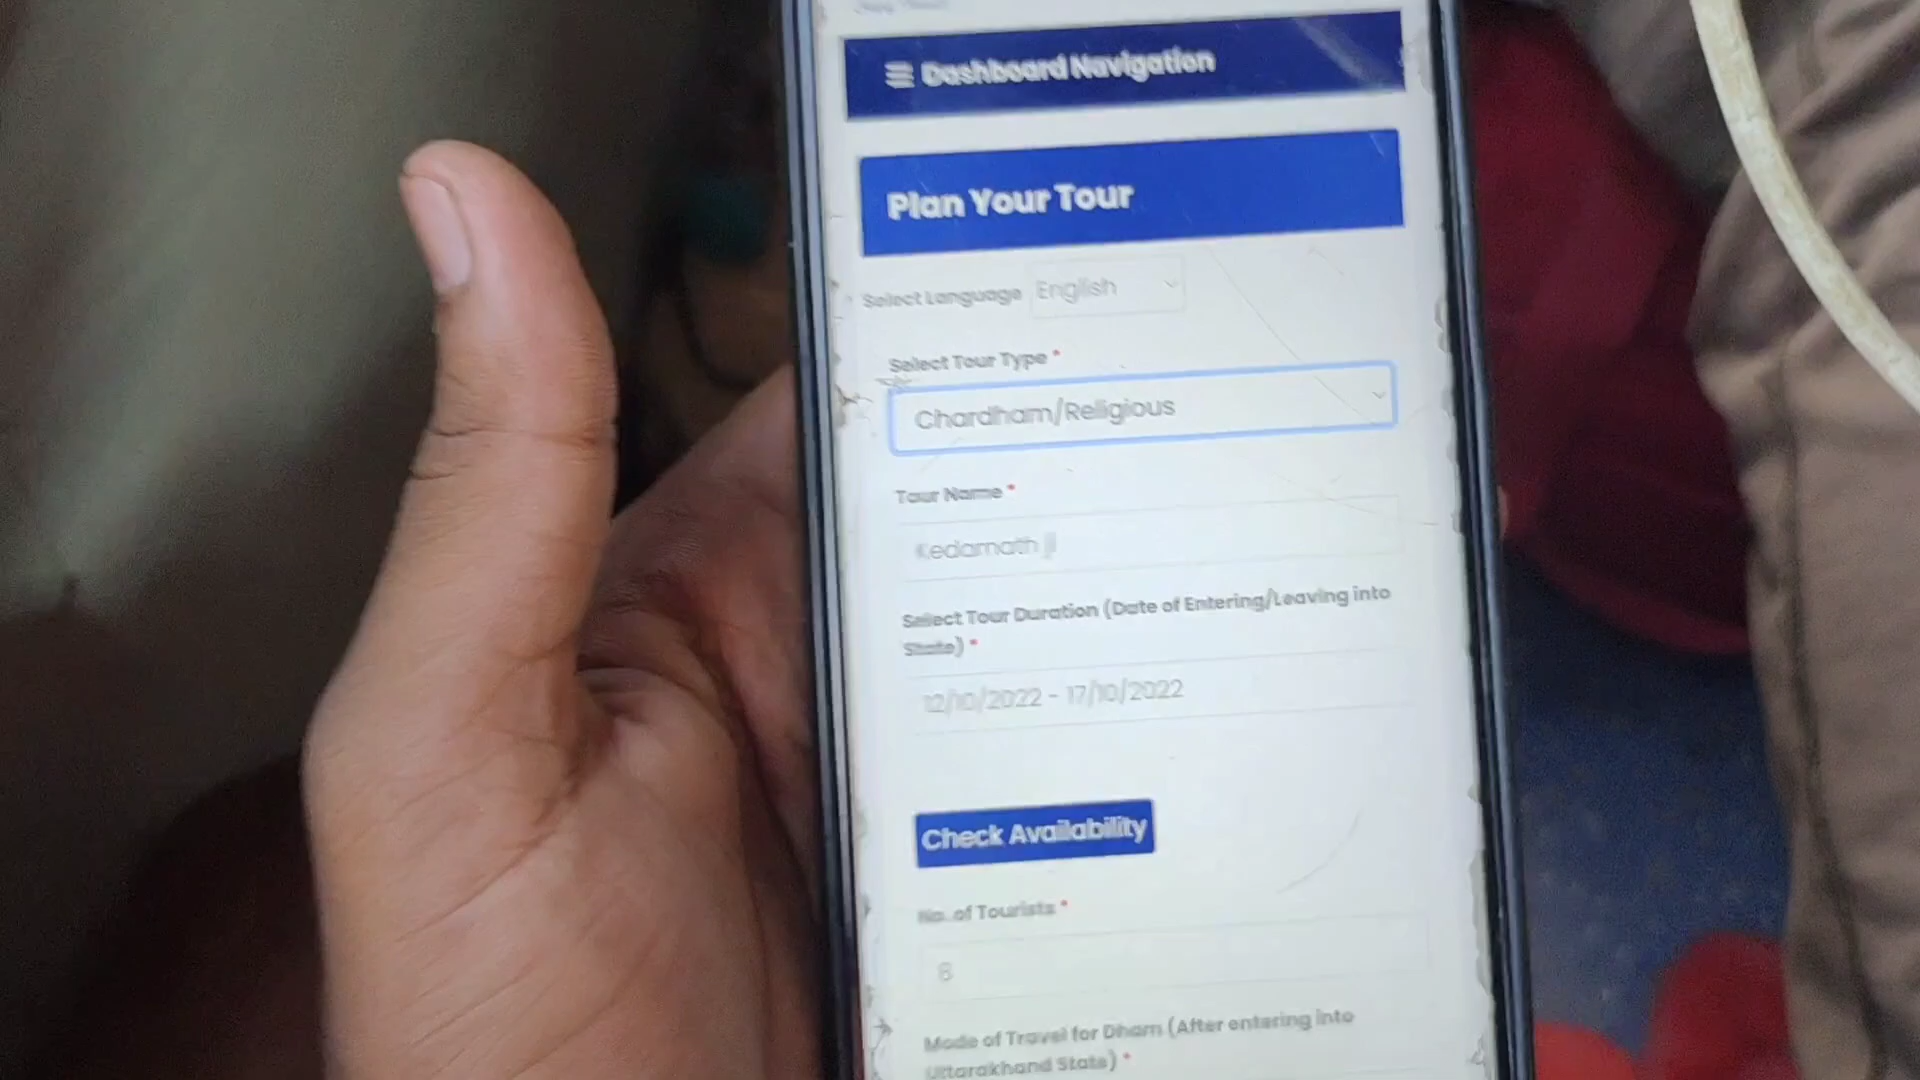 Dashboard Navigation
Plan Your Tour
Select Language English
Select Tour Type *
Chardham/Religious
Tour Name *
Kedarnath ji
Select Tour Duration (Date of Entering/Leaving into
State) *
12/10/2022 - 17/10/2022
Check Availability
No. of Tourists *
Mode of Travel for Dham (After entering into
Uttarakhand State) *